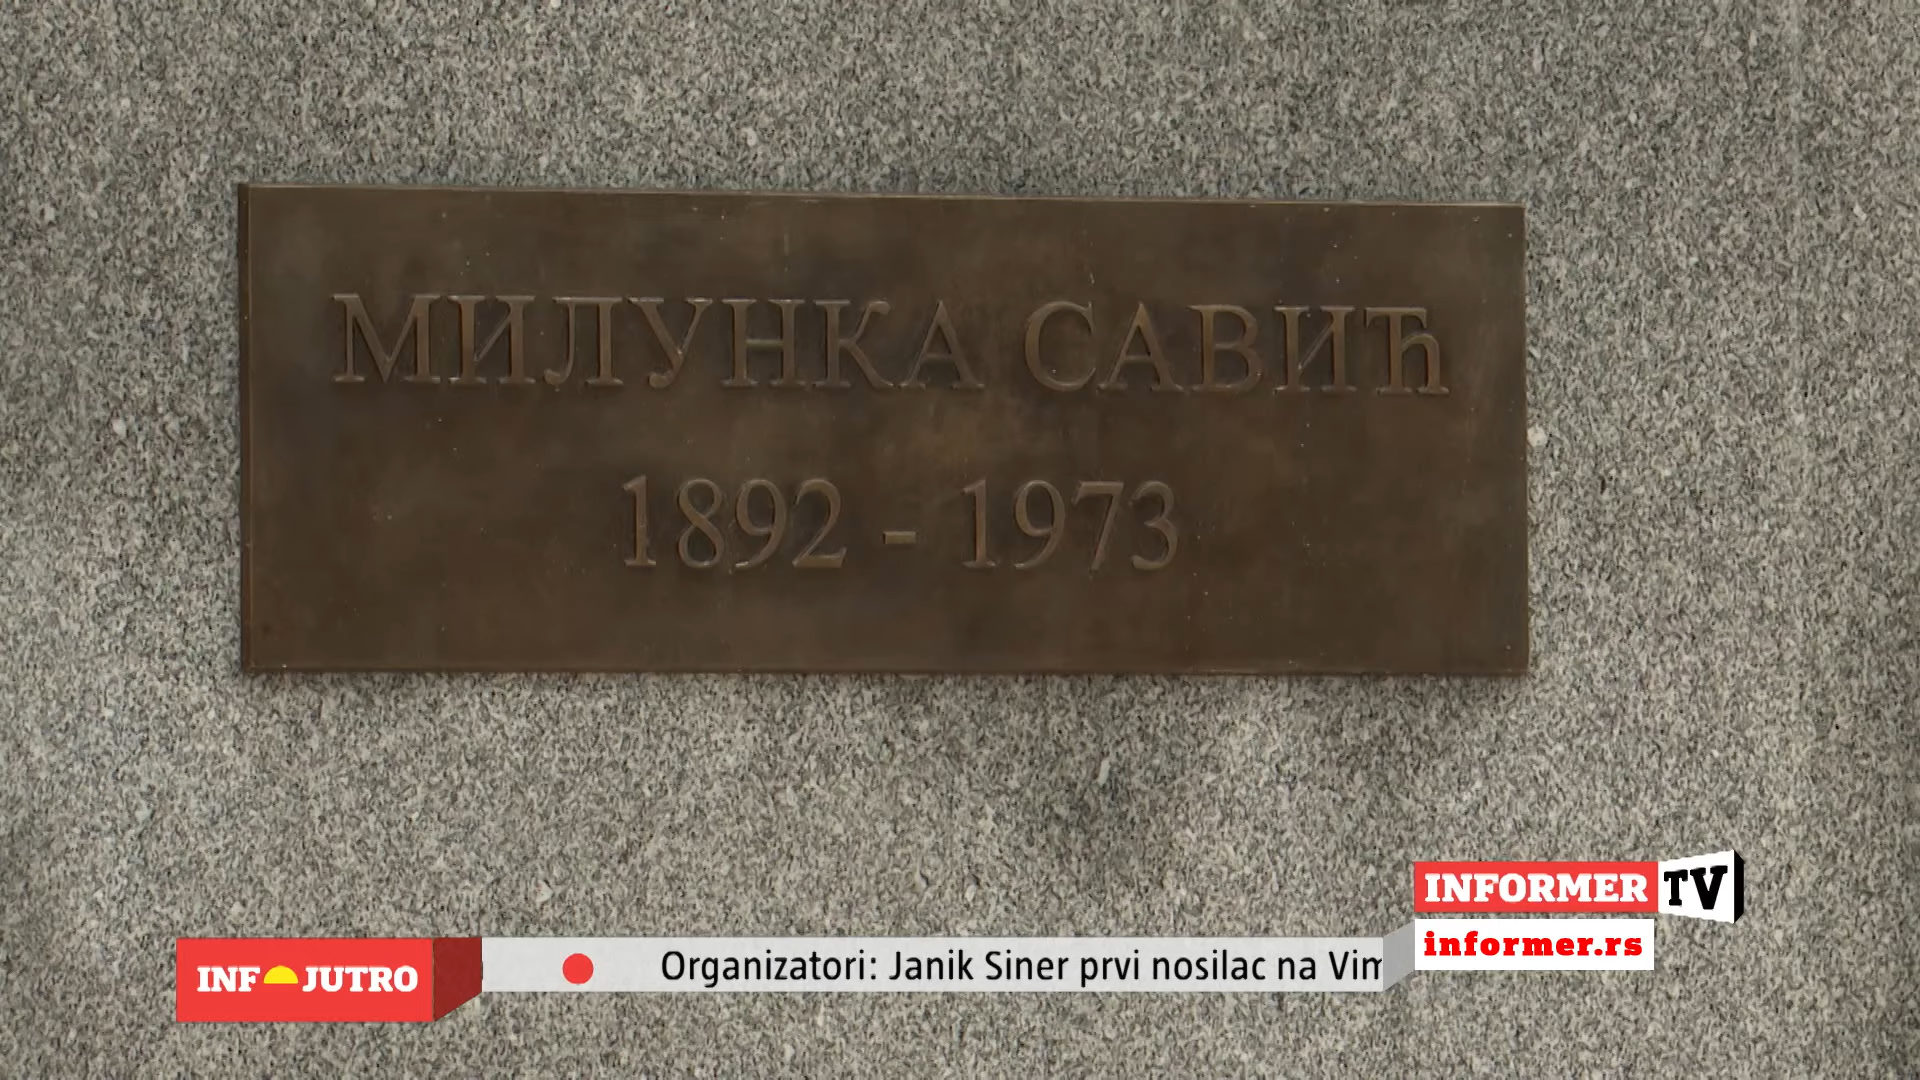 МИЛУНКА САВИЋ
1892 - 1973
INFORMER TV
informer.rs
INF JUTRO
Organizatori: Janik Siner prvi nosilac na